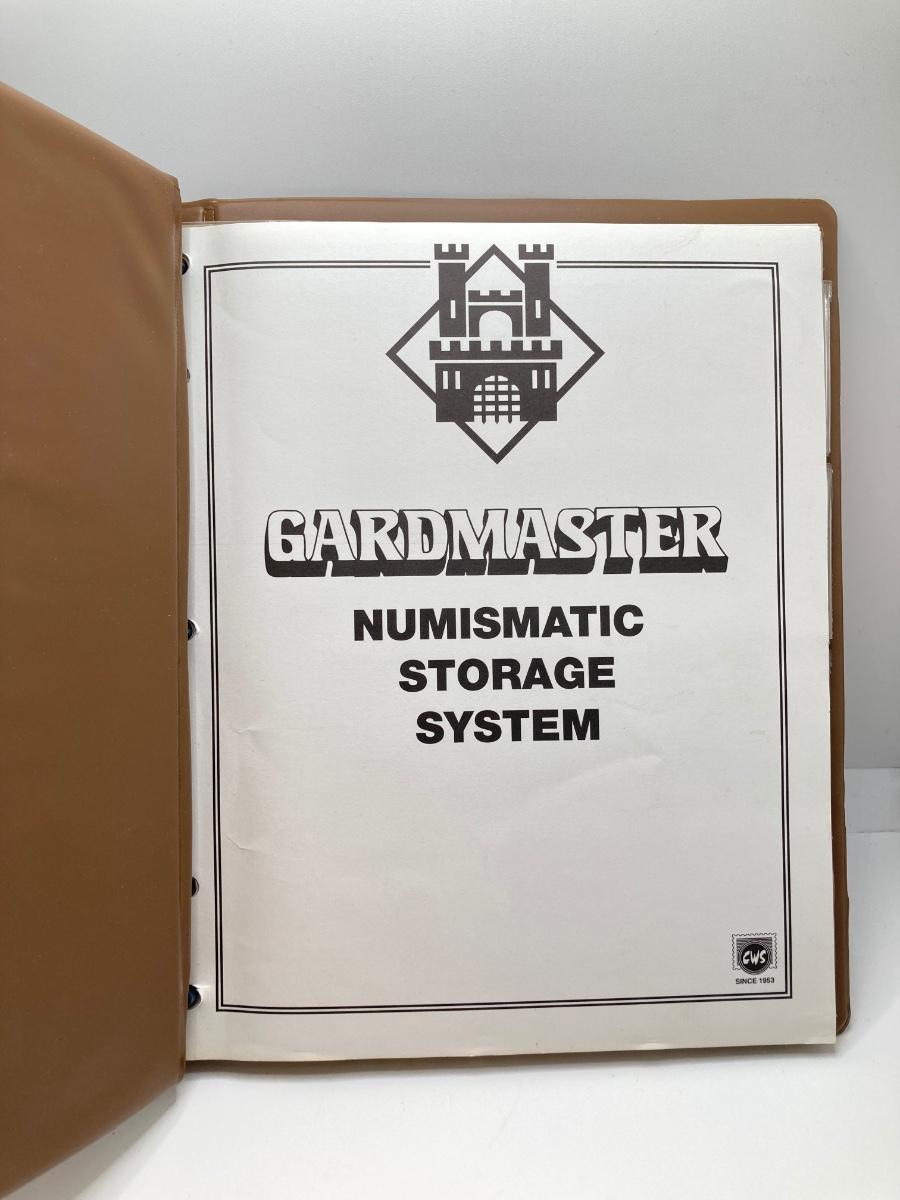 GARDMASTER
NUMISMATIC
STORAGE
SYSTEM
CWS
SINCE 1953